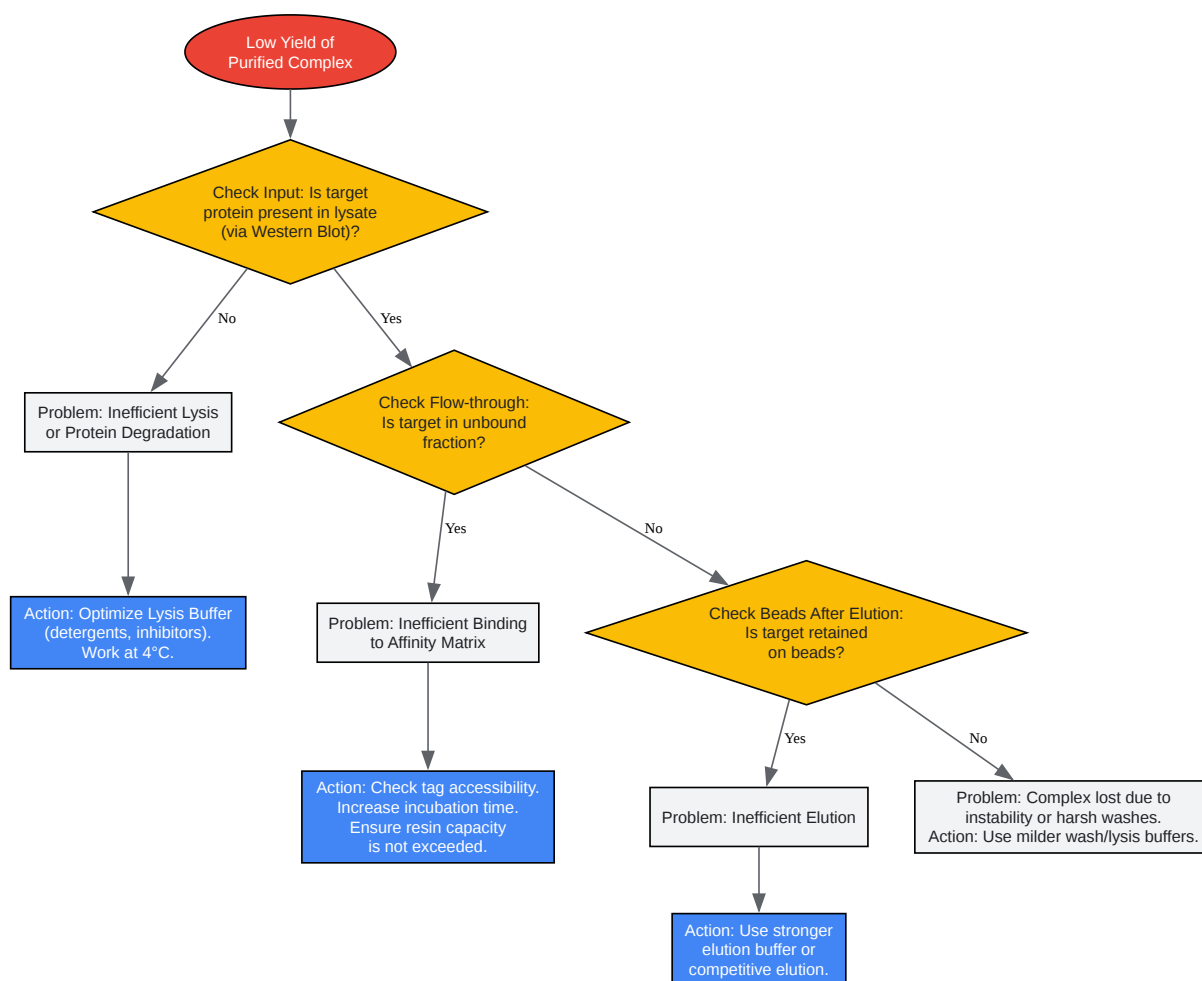 Low Yield of
Purified Complex
Check Input: Is target
protein present in lysate
(via Western Blot)?
No
Yes
Problem: Inefficient Lysis
or Protein Degradation
Check Flow-through:
Is target in unbound
fraction?
Yes
No
Action: Optimize Lysis Buffer
(detergents, inhibitors).
Work at 4°C.
Problem: Inefficient Binding
to Affinity Matrix
Check Beads After Elution:
Is target retained
on beads?
Yes
No
Action: Check tag accessibility.
Increase incubation time.
Ensure resin capacity
is not exceeded.
Problem: Inefficient Elution
Problem: Complex lost due to
instability or harsh washes.
Action: Use milder wash/lysis buffers.
Action: Use stronger
elution buffer or
competitive elution.